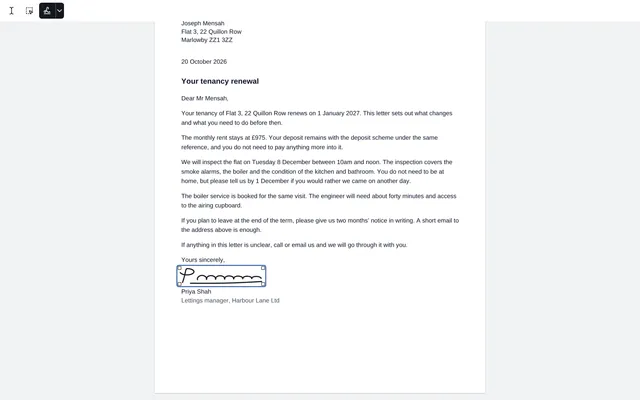 Joseph Mensah
Flat 3, 22 Quillon Row
Marlowby ZZ1 3ZZ
20 October 2026
Your tenancy renewal
Dear Mr Mensah,
Your tenancy of Flat 3, 22 Quillon Row renews on 1 January 2027. This letter sets out what changes
and what you need to do before then.
The monthly rent stays at £975. Your deposit remains with the deposit scheme under the same
reference, and you do not need to pay anything more into it.
We will inspect the flat on Tuesday 8 December between 10am and noon. The inspection covers the
smoke alarms, the boiler and the condition of the kitchen and bathroom. You do not need to be at
home, but please tell us by 1 December if you would rather we came on another day.
The boiler service is booked for the same visit. The engineer will need about forty minutes and access
to the airing cupboard.
If you plan to leave at the end of the term, please give us two months' notice in writing. A short email to
the address above is enough.
If anything in this letter is unclear, call or email us and we will go through it with you.
Yours sincerely,
Priya Shah
Lettings manager, Harbour Lane Ltd